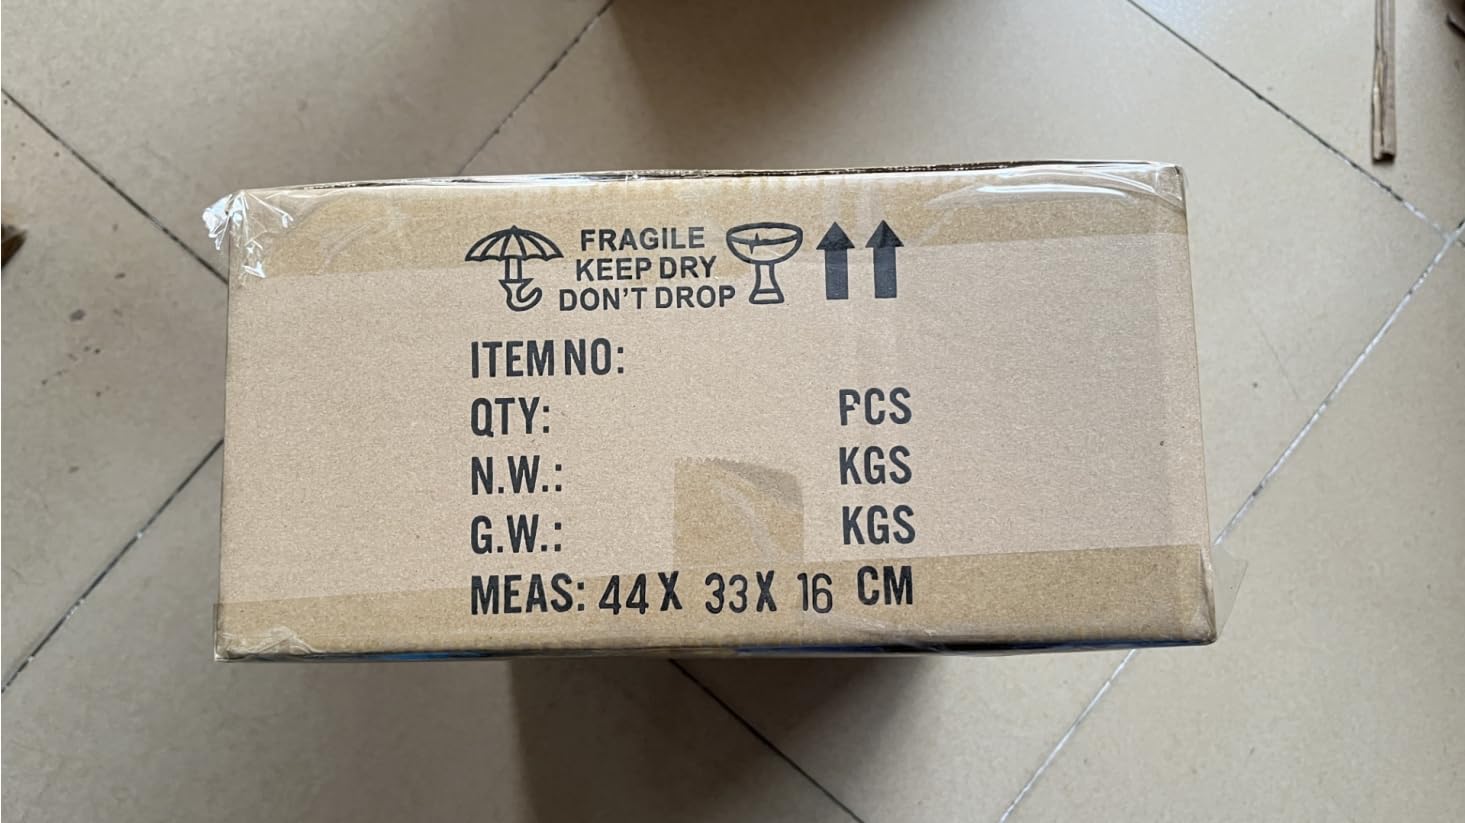 FRAGILE
KEEP DRY
DON'T DROP
ITEM NO:
QTY: PCS
N.W.: KGS
G.W.: KGS
MEAS: 44 X 33 X 16 CM